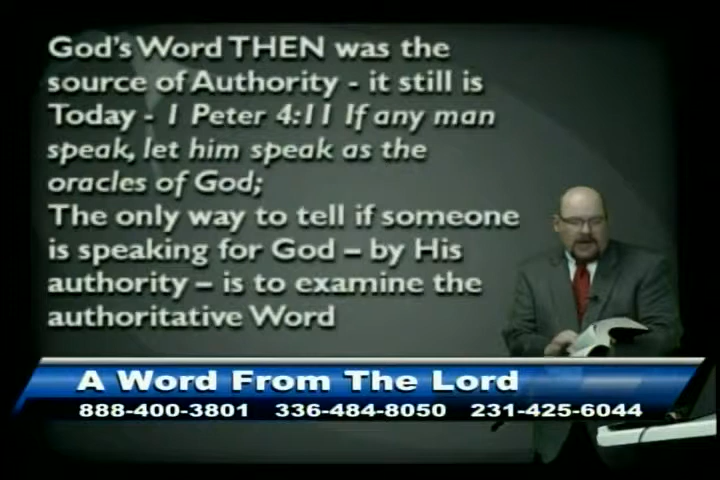 God's Word THEN was the
source of Authority - it still is
Today - 1 Peter 4:11 If any man
speak, let him speak as the
oracles of God;
The only way to tell if someone
is speaking for God – by His
authority – is to examine the
authoritative Word
A Word From The Lord
888-400-3801 336-484-8050 231-425-6044